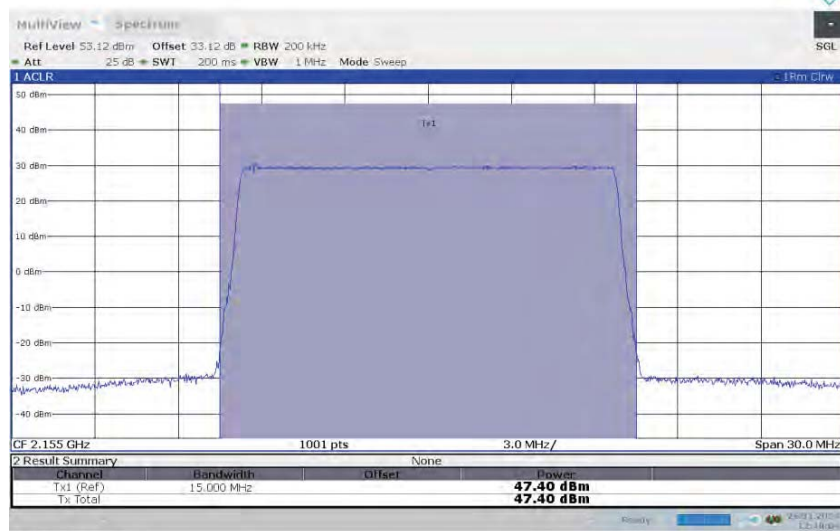 MultiView Spectrum
Ref Level 53.12 dBm Offset 33.12 dB RBW 200 kHz
SGL
Att 25 dB SWT 200 ms VBW 1 MHz Mode Sweep
1 ACLR 1Rm Clrw
50 dBm
Tx1
40 dBm
30 dBm
20 dBm
10 dBm
0 dBm
-10 dBm
-20 dBm
-30 dBm
-40 dBm
CF 2.155 GHz 1001 pts 3.0 MHz/ Span 30.0 MHz
2 Result Summary None
Channel Bandwidth Offset Power
Tx1 (Ref) 15.000 MHz 47.40 dBm
Tx Total 47.40 dBm
Ready